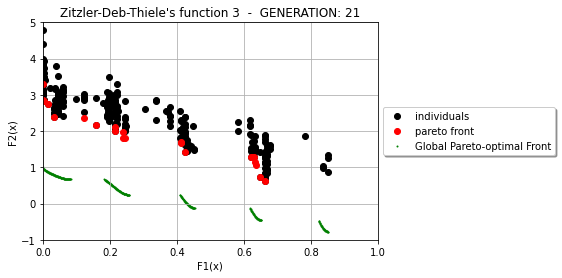 Zitzler-Deb-Thiele's function 3 - GENERATION: 21
5
4
3
2
1
0
-1
F2(x)
0.0 0.2 0.4 0.6 0.8 1.0
F1(x)
individuals
pareto front
Global Pareto-optimal Front